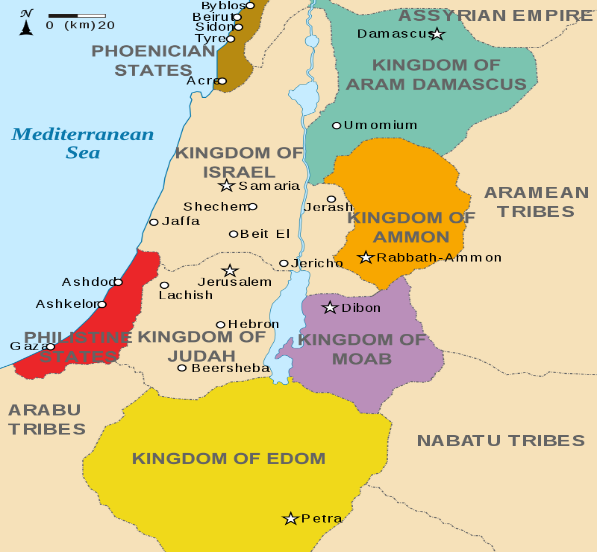 Byblos
N
0 (km) 20
Beirut
ASSYRIAN EMPIRE
Sidon
Damascus
Tyre
PHOENICIAN
STATES
KINGDOM OF
ARAM DAMASCUS
Acre
Umomium
Mediterranean
Sea
KINGDOM OF
ISRAEL
Samaria
ARAMEAN
TRIBES
Shechem
Jerash
Jaffa
KINGDOM OF
AMMON
Beit El
Rabbath-Ammon
Jericho
Ashdod
Jerusalem
Lachish
Ashkelon
Dibon
Hebron
PHILISTINE
STATES
Gaza
KINGDOM OF
JUDAH
KINGDOM OF
MOAB
Beersheba
ARABU
TRIBES
NABATU TRIBES
KINGDOM OF EDOM
Petra